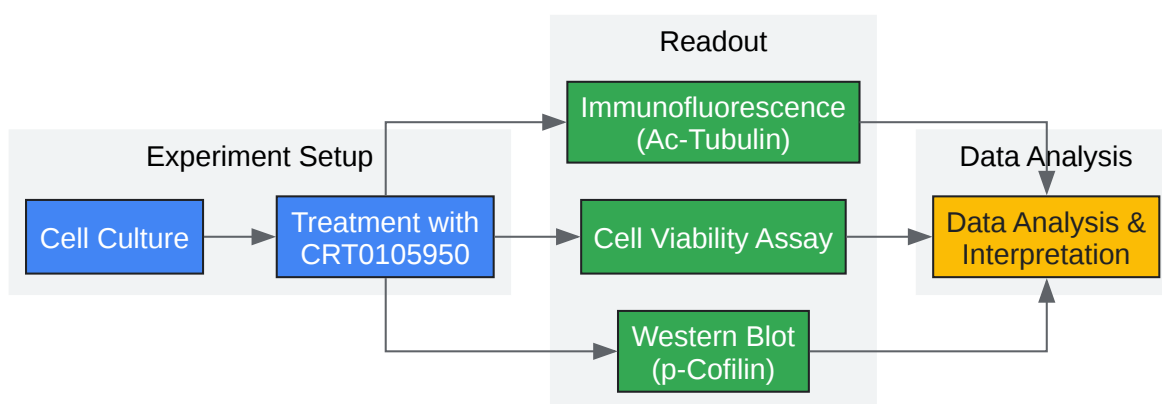 Experiment Setup
Cell Culture
Treatment with
CRT0105950
Readout
Immunofluorescence
(Ac-Tubulin)
Cell Viability Assay
Western Blot
(p-Cofilin)
Data Analysis
Data Analysis &
Interpretation